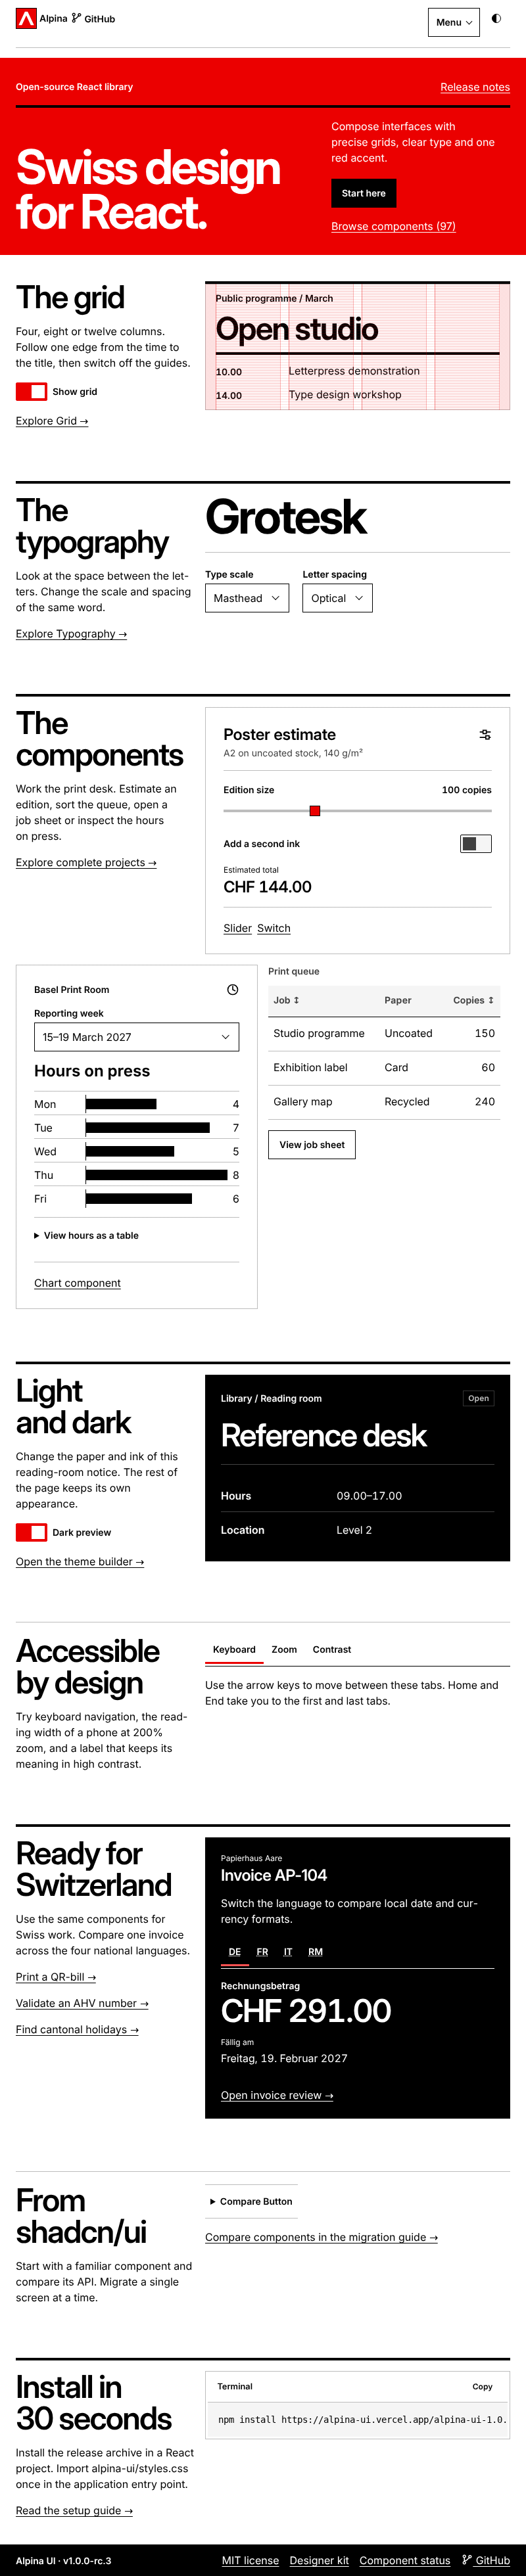 Alpina GitHub
Menu
Open-source React library
Release notes
Swiss design
for React.
Compose interfaces with
precise grids, clear type and one
red accent.
Start here
Browse components (97)
The grid
Four, eight or twelve columns.
Follow one edge from the time to
the title, then switch off the guides.
Show grid
Explore Grid →
Public programme / March
Open studio
10.00 Letterpress demonstration
14.00 Type design workshop
The
typography
Look at the space between the let-
ters. Change the scale and spacing
of the same word.
Explore Typography →
Grotesk
Type scale Letter spacing
Masthead Optical
The
components
Work the print desk. Estimate an
edition, sort the queue, open a
job sheet or inspect the hours
on press.
Explore complete projects →
Poster estimate
A2 on uncoated stock, 140 g/m²
Edition size 100 copies
Add a second ink
Estimated total
CHF 144.00
Slider Switch
Basel Print Room
Reporting week
15–19 March 2027
Hours on press
Mon 4
Tue 7
Wed 5
Thu 8
Fri 6
View hours as a table
Chart component
Print queue
Job ↕ Paper Copies ↕
Studio programme Uncoated 150
Exhibition label Card 60
Gallery map Recycled 240
View job sheet
Light
and dark
Change the paper and ink of this
reading-room notice. The rest of
the page keeps its own
appearance.
Dark preview
Open the theme builder →
Library / Reading room Open
Reference desk
Hours 09.00–17.00
Location Level 2
Accessible
by design
Try keyboard navigation, the read-
ing width of a phone at 200%
zoom, and a label that keeps its
meaning in high contrast.
Keyboard Zoom Contrast
Use the arrow keys to move between these tabs. Home and
End take you to the first and last tabs.
Ready for
Switzerland
Use the same components for
Swiss work. Compare one invoice
across the four national languages.
Print a QR-bill →
Validate an AHV number →
Find cantonal holidays →
Papierhaus Aare
Invoice AP-104
Switch the language to compare local date and cur-
rency formats.
DE FR IT RM
Rechnungsbetrag
CHF 291.00
Fällig am
Freitag, 19. Februar 2027
Open invoice review →
From
shadcn/ui
Start with a familiar component and
compare its API. Migrate a single
screen at a time.
Compare Button
Compare components in the migration guide →
Install in
30 seconds
Install the release archive in a React
project. Import alpina-ui/styles.css
once in the application entry point.
Read the setup guide →
Terminal Copy
npm install https://alpina-ui.vercel.app/alpina-ui-1.0.
Alpina UI · v1.0.0-rc.3
MIT license Designer kit Component status GitHub